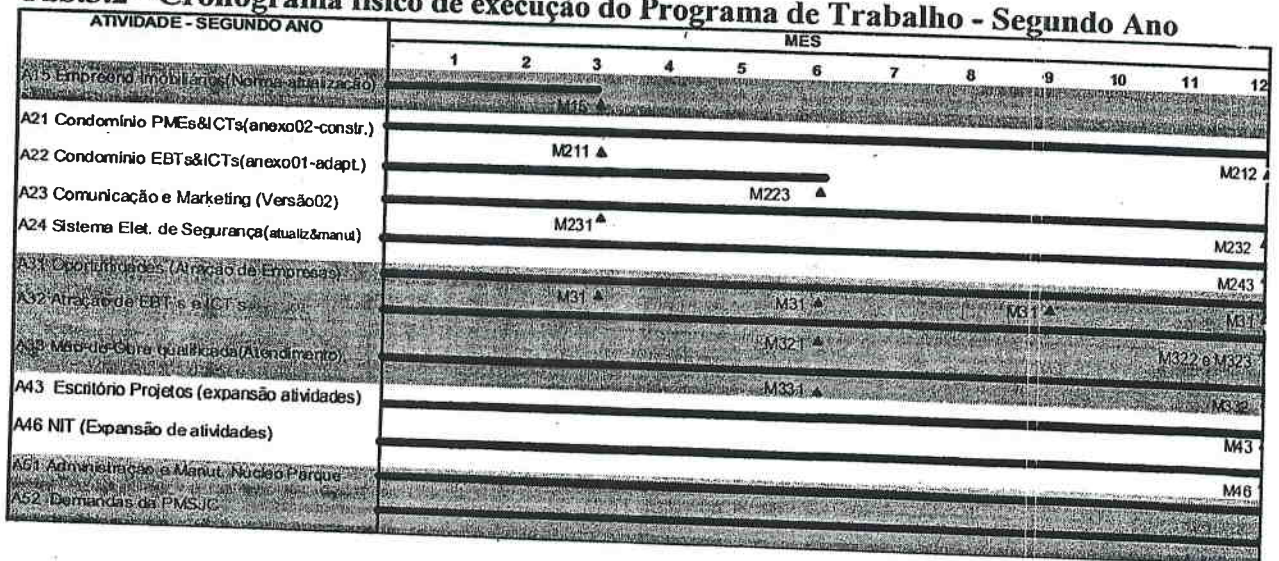 Cronograma físico de execução do Programa de Trabalho - Segundo Ano
ATIVIDADE - SEGUNDO ANO
MES
1 2 3 4 5 6 7 8 9 10 11 12
A15 Empreend Imobiliários(Norma-atualização)
M15
A21 Condomínio PMEs&ICTs(anexo02-constr.)
M211 M212
A22 Condomínio EBTs&ICTs(anexo01-adapt.)
M223
A23 Comunicação e Marketing (Versão02)
M231 M232
A24 Sistema Elet. de Segurança(atualiz&manut)
M243
A31 Oportunidades (Atração de Empresas)
M31 M31 M31 M31
A32 Atração de EBT's e ICT's
M321 M322 e M323
A33 Mão-de-Obra qualificada(Atendimento)
M331 M332
A43 Escritório Projetos (expansão atividades)
M43
A46 NIT (Expansão de atividades)
M46
A51 Administração e Manut. Núcleo Parque
A52 Demandas da PMSJC